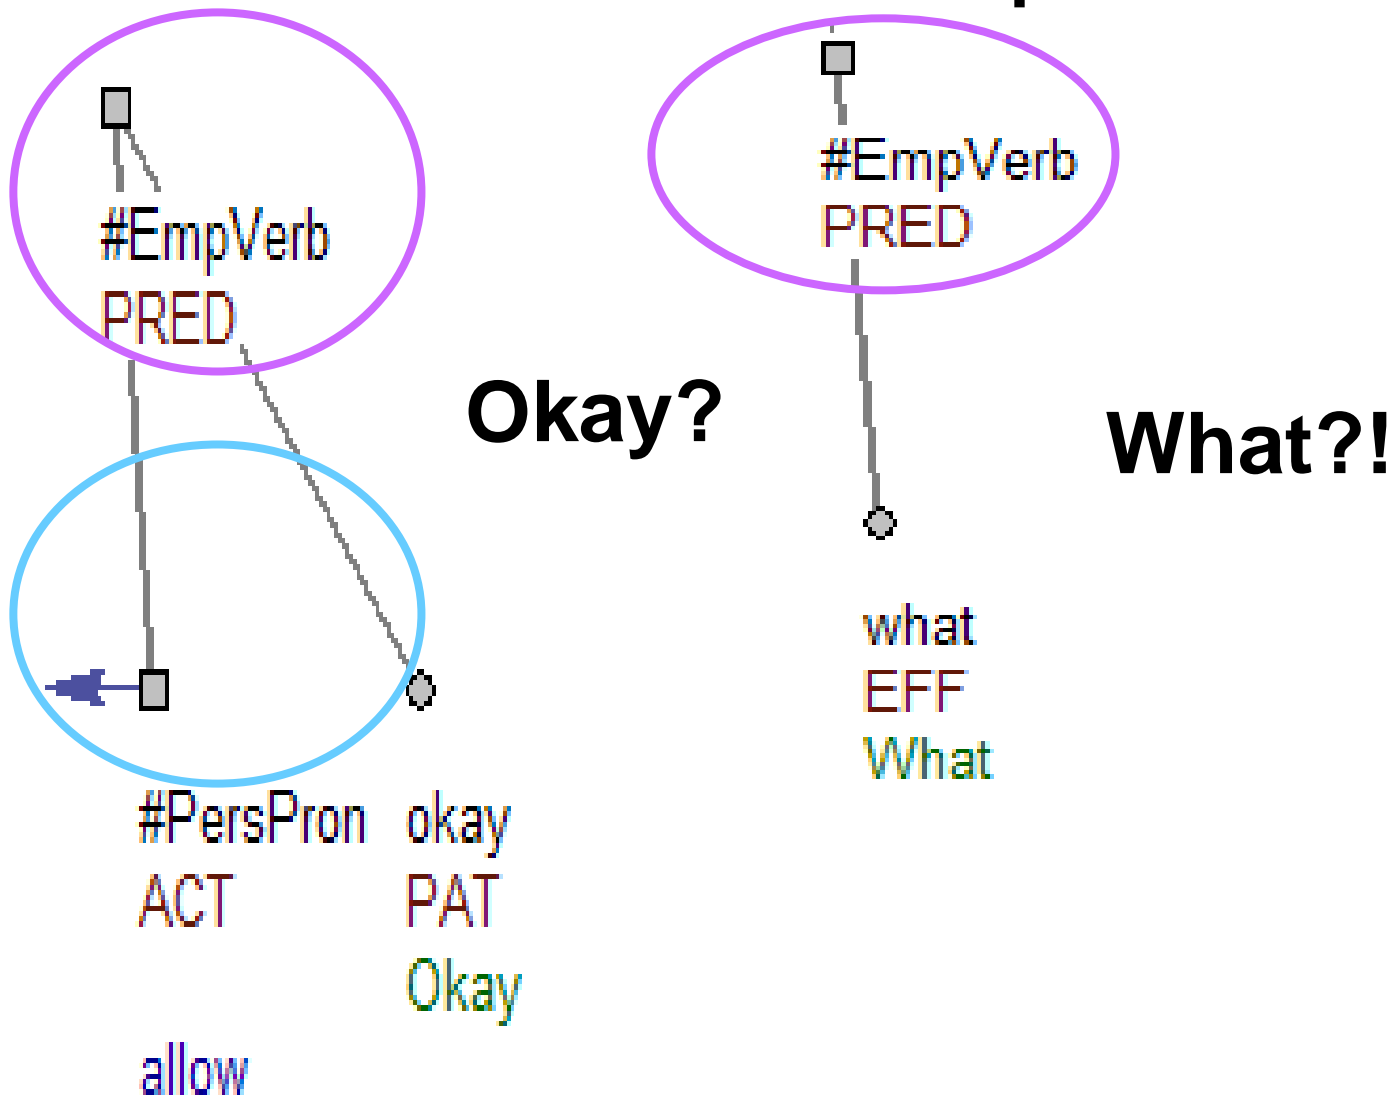 #EmpVerb
PRED
Okay?
#PersPron okay
ACT PAT
Okay
allow
#EmpVerb
PRED
What?!
what
EFF
What